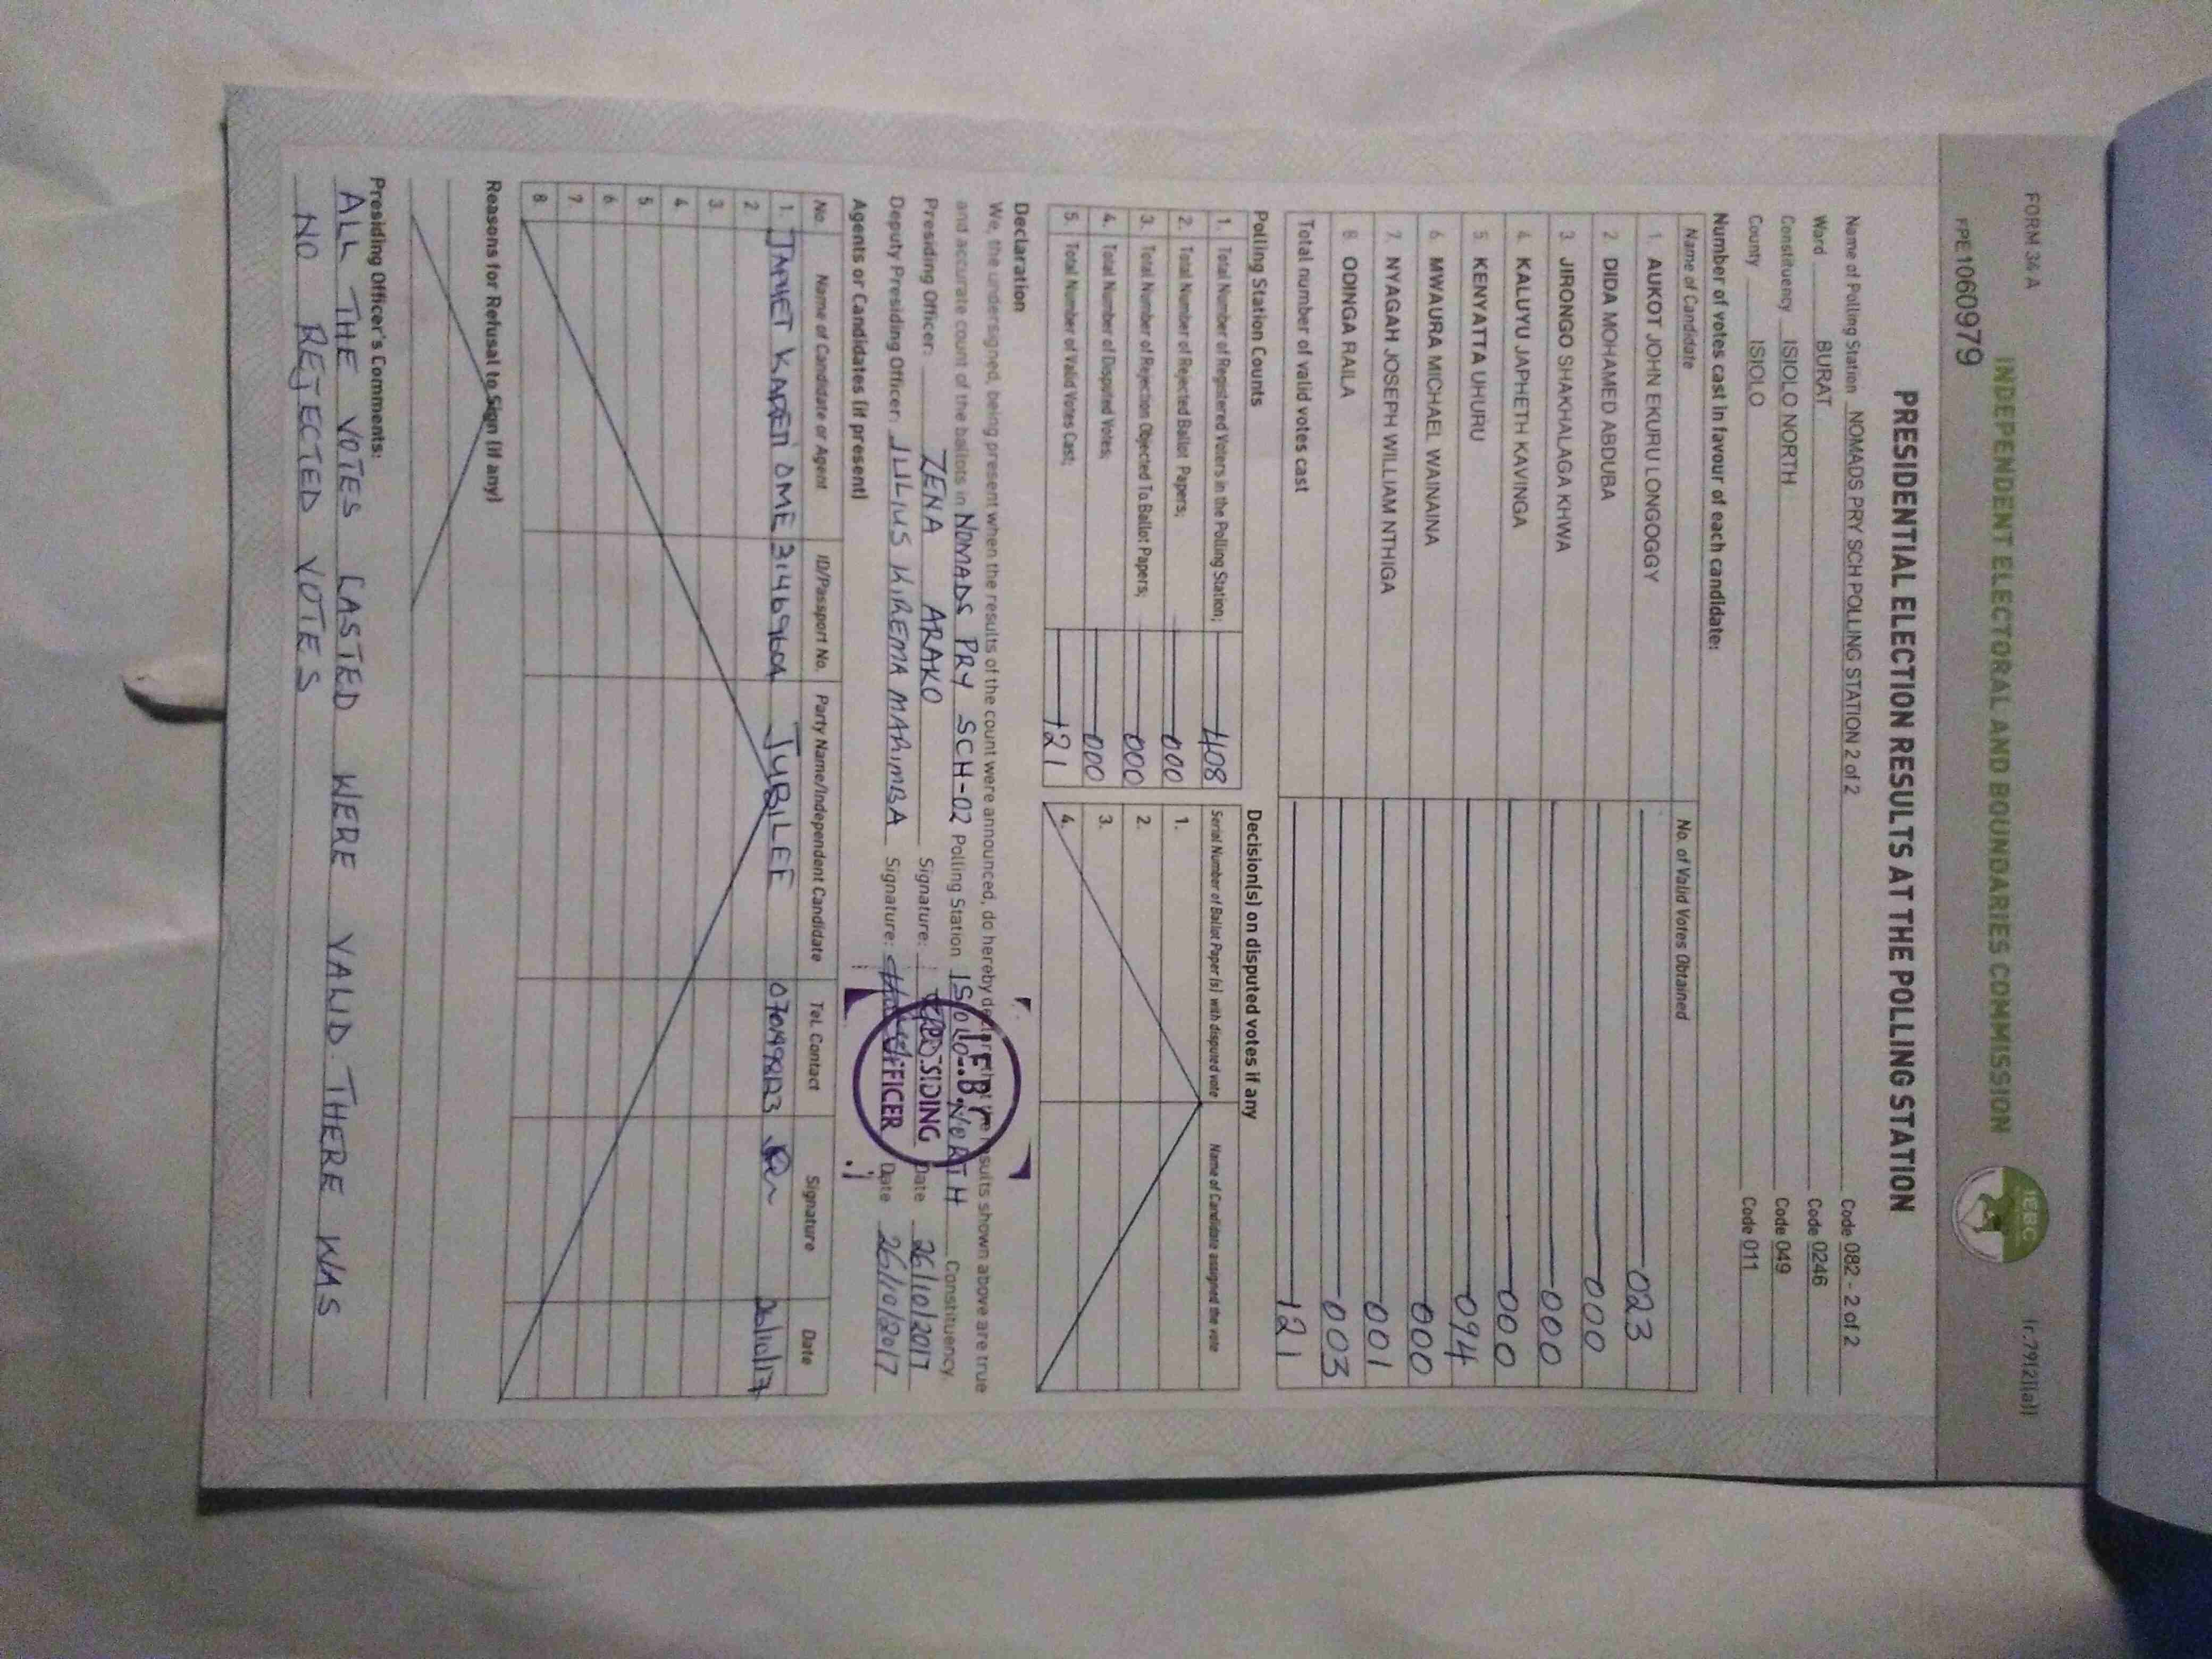 FORM 34A
INDEPENDENT ELECTORAL AND BOUNDARIES COMMISSION
IEBC
(r.79(2)(a))
FPE1060979
PRESIDENTIAL ELECTION RESULTS AT THE POLLING STATION
Name of Polling Station NOMADS PRY SCH POLLING STATION 2 of 2 Code 082 - 2 of 2
Ward BURAT Code 0246
Constituency ISIOLO NORTH Code 049
County ISIOLO Code 011
Number of votes cast in favour of each candidate:
Name of Candidate No. of Valid Votes Obtained
1. AUKOT JOHN EKURU LONGOGGY 023
2. DIDA MOHAMED ABDUBA 000
3. JIRONGO SHAKHALAGA KHWA 000
4. KALUYU JAPHETH KAVINGA 000
5. KENYATTA UHURU 094
6. MWAURA MICHAEL WAINAINA 000
7. NYAGAH JOSEPH WILLIAM NTHIGA 001
8. ODINGA RAILA 003
Total number of valid votes cast 121
Polling Station Counts Decision(s) on disputed votes if any
1. Total Number of Registered Voters in the Polling Station; 408 Serial Number of Ballot Paper (s) with disputed vote Name of Candidate assigned the vote
2. Total Number of Rejected Ballot Papers; 000 1.
3. Total Number of Rejection Objected To Ballot Papers; 000 2.
4. Total Number of Disputed Votes; 000 3.
5. Total Number of Valid Votes Cast; 121 4.
Declaration
We, the undersigned, being present when the results of the count were announced, do hereby declare that the results shown above are true
and accurate count of the ballots in NOMADS PRY SCH-02 Polling Station ISIOLO NORTH Constituency
Presiding Officer: ZENA ARAKO Signature: Date 26/10/2017
Deputy Presiding Officer: JULIUS KIREMA MARIMBA Signature: Date 26/10/2017
PRESIDING
OFFICER
Agents or Candidates (if present)
No. Name of Candidate or Agent ID/Passport No. Party Name/Independent Candidate Tel. Contact Signature Date
1. JAPHET DME JUBILEE 26/10/17
2.
3.
4.
5.
6
7
8
Reasons for Refusal to Sign (if any)
Presiding Officer's Comments:
ALL THE VOTES CASTED WERE VALID. THERE WAS
NO REJECTED VOTES